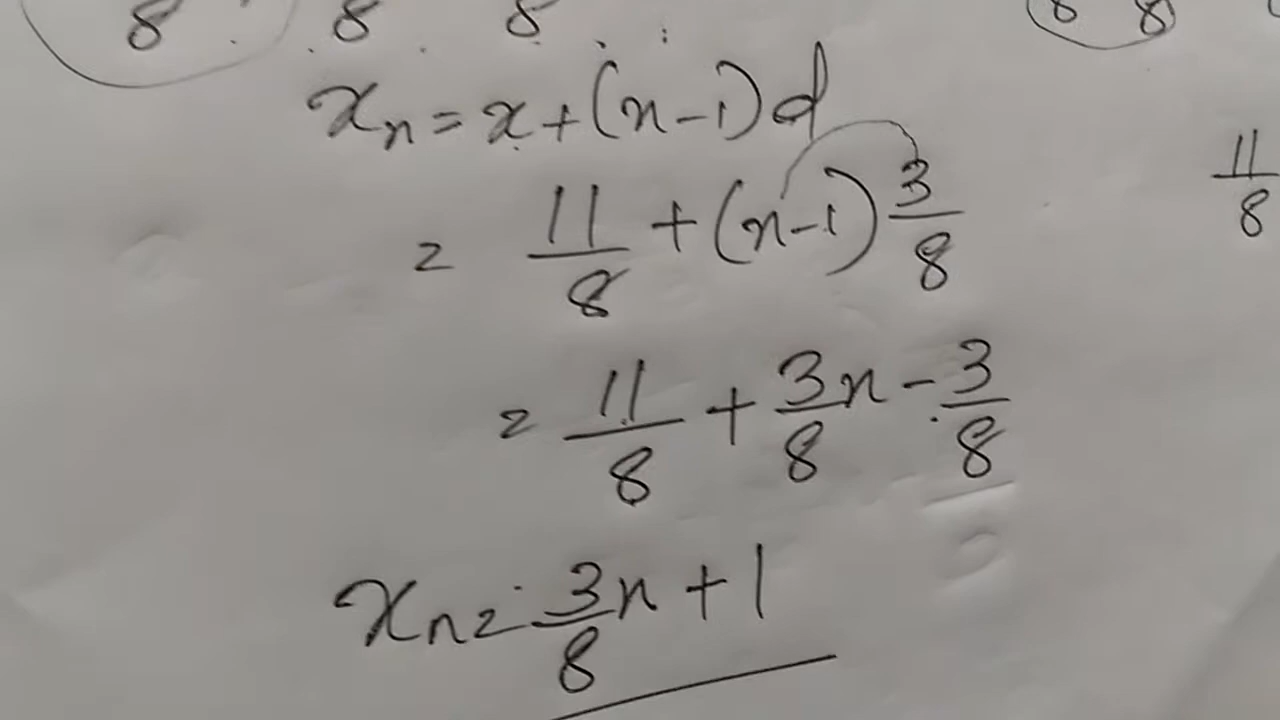 8 8 8 8 8
xₙ = x + (n-1) d
= 11/8 + (n-1) 3/8 11/8
= 11/8 + 3/8 n - 3/8
xₙ = 3/8 n + 1